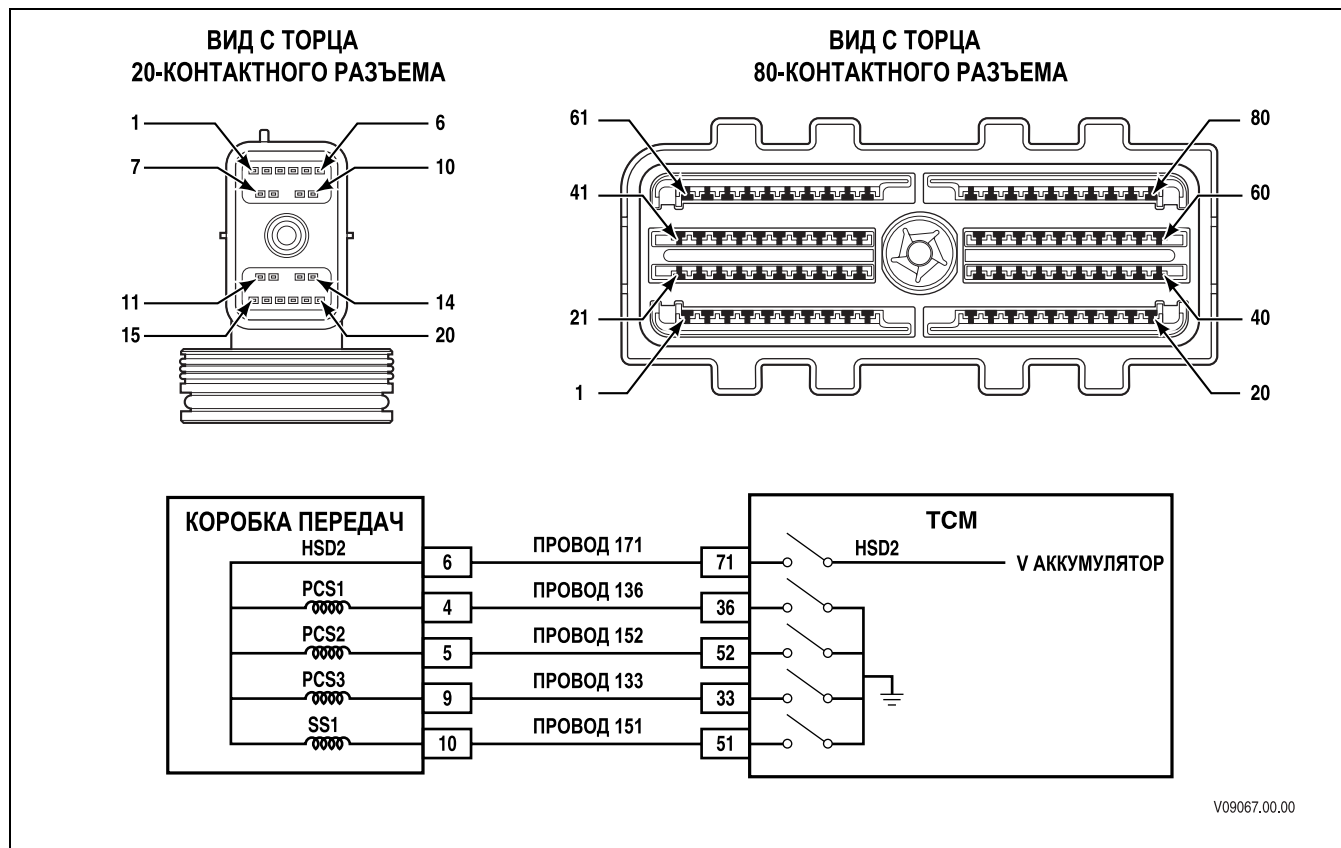 ВИД С ТОРЦА
20-КОНТАКТНОГО РАЗЪЕМА
ВИД С ТОРЦА
80-КОНТАКТНОГО РАЗЪЕМА
1
6
7
10
11
14
15
20
61
80
41
60
21
40
1
20
КОРОБКА ПЕРЕДАЧ
TCM
HSD2
6
ПРОВОД 171
71
HSD2
V АККУМУЛЯТОР
PCS1
4
ПРОВОД 136
36
PCS2
5
ПРОВОД 152
52
PCS3
9
ПРОВОД 133
33
SS1
10
ПРОВОД 151
51
V09067.00.00